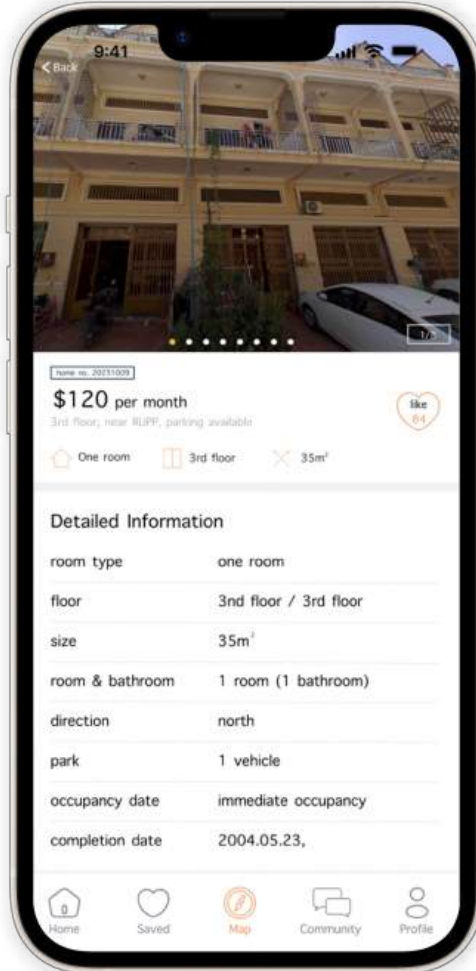 9:41
Back
1/5
home no. 20231009
$120 per month
3rd floor, near RUPP, parking available
like
84
One room
3rd floor
35m²
Detailed Information
room type one room
floor 3nd floor / 3rd floor
size 35m²
room & bathroom 1 room (1 bathroom)
direction north
park 1 vehicle
occupancy date immediate occupancy
completion date 2004.05.23,
Home Saved Map Community Profile